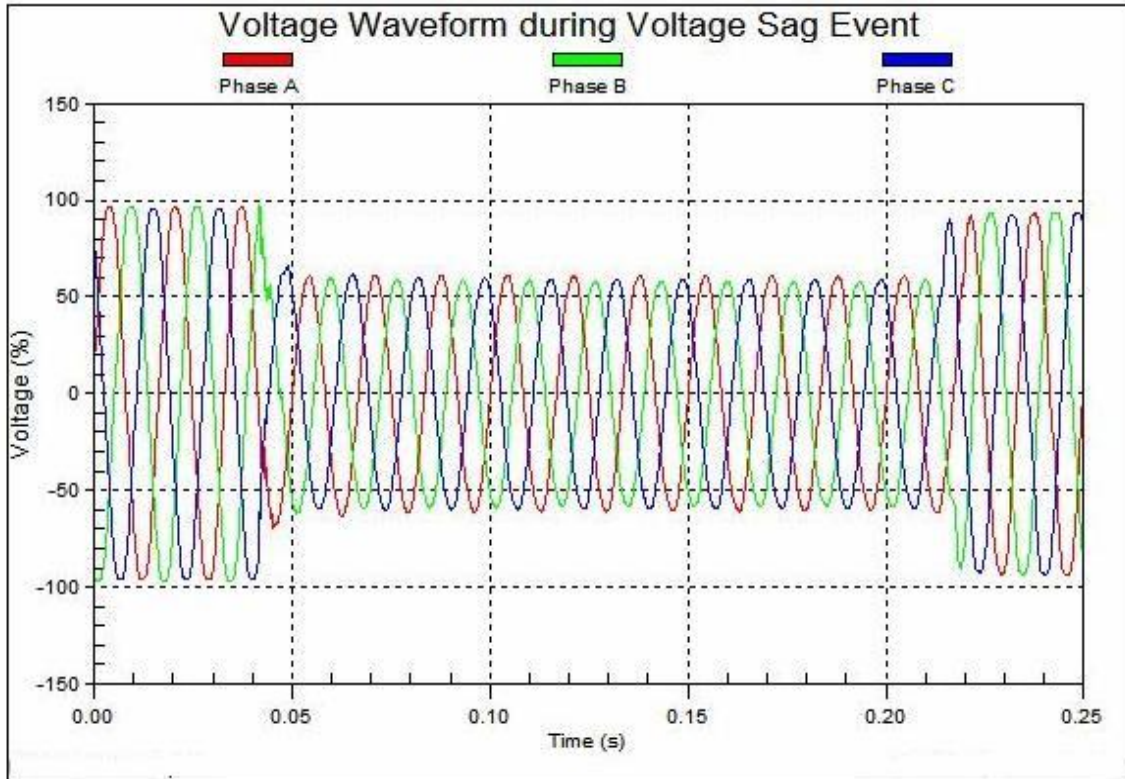 Voltage Waveform during Voltage Sag Event
Phase A Phase B Phase C
150
100
50
0
-50
-100
-150
Voltage (%)
0.00 0.05 0.10 0.15 0.20 0.25
Time (s)